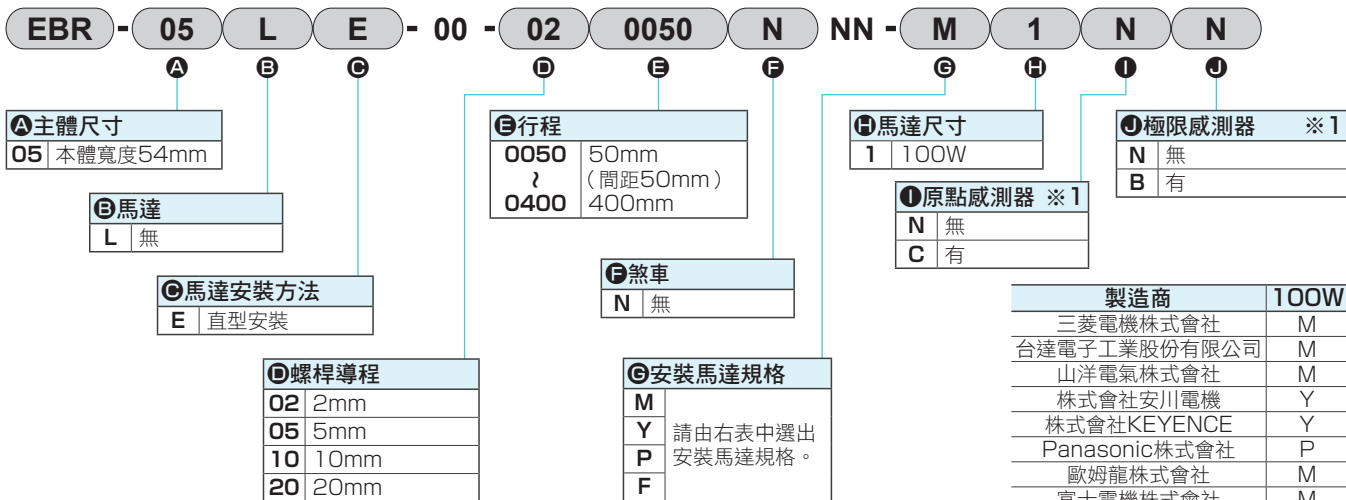 EBR - 05 L E - 00 - 02 0050 N NN - M 1 N N
A B C D E F G H I J
A主體尺寸
05 本體寬度54mm
B馬達
L 無
C馬達安裝方法
E 直型安裝
D螺桿導程
02 2mm
05 5mm
10 10mm
20 20mm
E行程
0050 50mm
~ (間距50mm)
0400 400mm
F煞車
N 無
G安裝馬達規格
M
Y
P
F
請由右表中選出
安裝馬達規格。
H馬達尺寸
1 100W
I原點感測器 ※1
N 無
C 有
J極限感測器 ※1
N 無
B 有
製造商 100W
三菱電機株式會社 M
台達電子工業股份有限公司 M
山洋電氣株式會社 M
株式會社安川電機 Y
株式會社KEYENCE Y
Panasonic株式會社 P
歐姆龍株式會社 M
富士電機株式會社 M